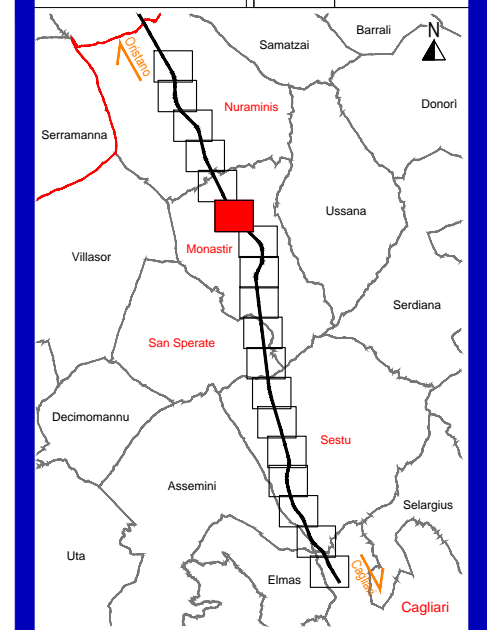 Barrali
N
Samatzai
Oristano
Donori
Nuraminis
Serramanna
Ussana
Monastir
Villasor
Serdiana
San Sperate
Decimomannu
Sestu
Assemini
Selargius
Uta
Elmas
Cagliari
Cagliari